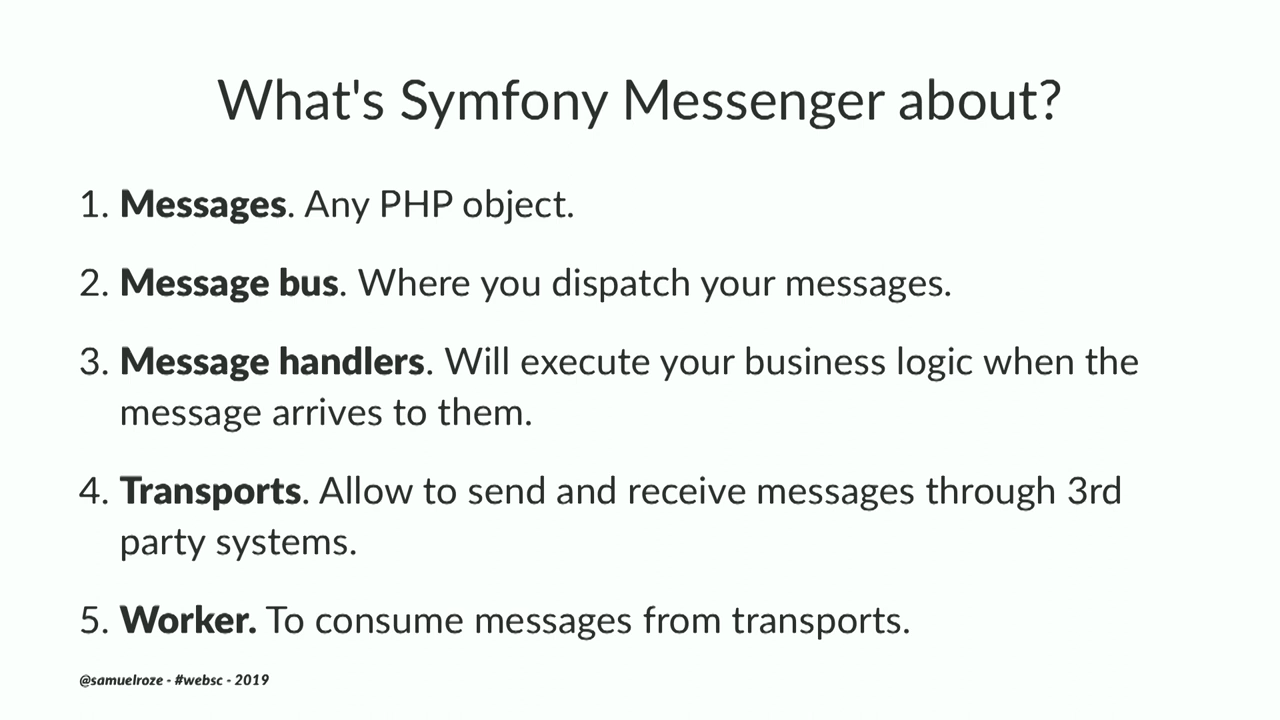 What's Symfony Messenger about?
1. Messages. Any PHP object.
2. Message bus. Where you dispatch your messages.
3. Message handlers. Will execute your business logic when the
message arrives to them.
4. Transports. Allow to send and receive messages through 3rd
party systems.
5. Worker. To consume messages from transports.
@samuelroze - #websc - 2019